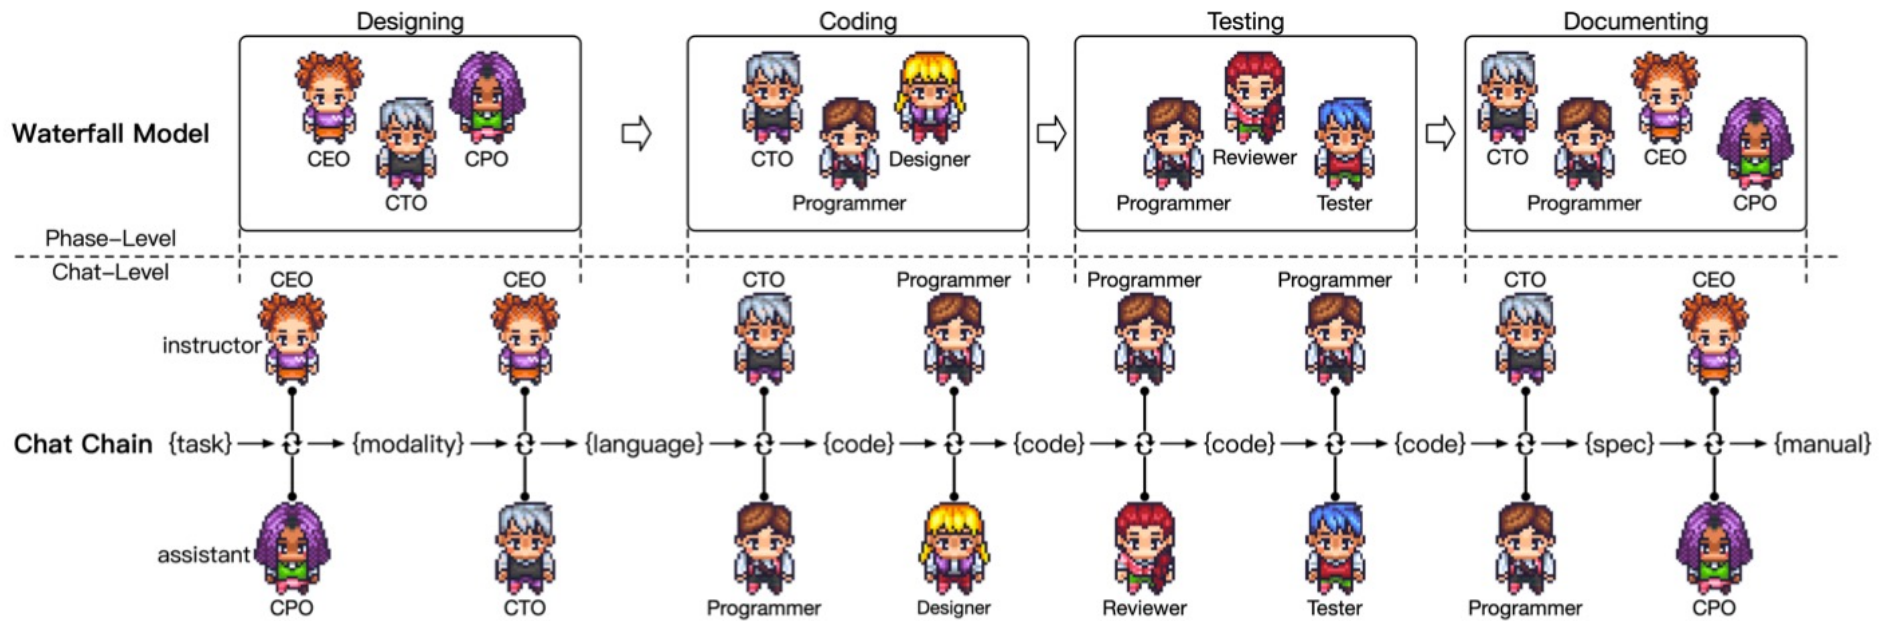 Designing
Coding
Testing
Documenting
Waterfall Model
CEO
CTO
CPO
CTO
Programmer
Designer
Programmer
Reviewer
Tester
CTO
Programmer
CEO
CPO
Phase-Level
Chat-Level
CEO
CEO
CTO
Programmer
Programmer
Programmer
CTO
CEO
instructor
Chat Chain {task} {modality} {language} {code} {code} {code} {code} {spec} {manual}
assistant
CPO
CTO
Programmer
Designer
Reviewer
Tester
Programmer
CPO